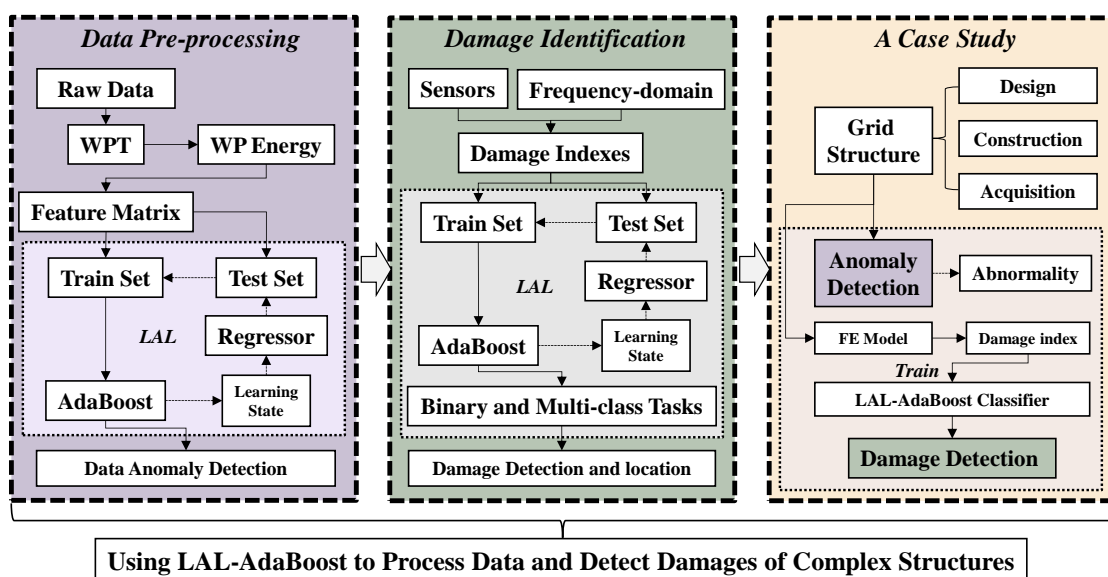 Data Pre-processing
Raw Data
WPT
WP Energy
Feature Matrix
Train Set
Test Set
LAL
Regressor
AdaBoost
Learning
State
Data Anomaly Detection
Damage Identification
Sensors
Frequency-domain
Damage Indexes
Train Set
Test Set
LAL
Regressor
AdaBoost
Learning
State
Binary and Multi-class Tasks
Damage Detection and location
A Case Study
Design
Grid
Structure
Construction
Acquisition
Anomaly
Detection
Abnormality
FE Model
Damage index
Train
LAL-AdaBoost Classifier
Damage Detection
Using LAL-AdaBoost to Process Data and Detect Damages of Complex Structures